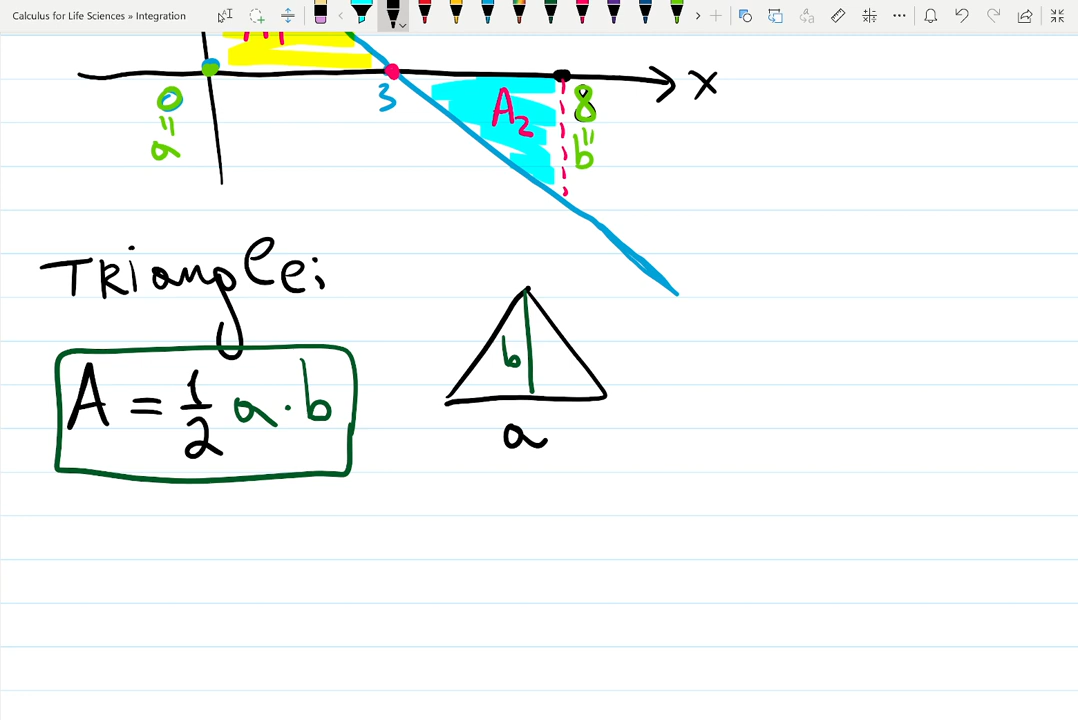 Calculus for Life Sciences » Integration
x
3
A2
a = 0
b = 8
Triangle:
A = 1/2 a · b
b
a